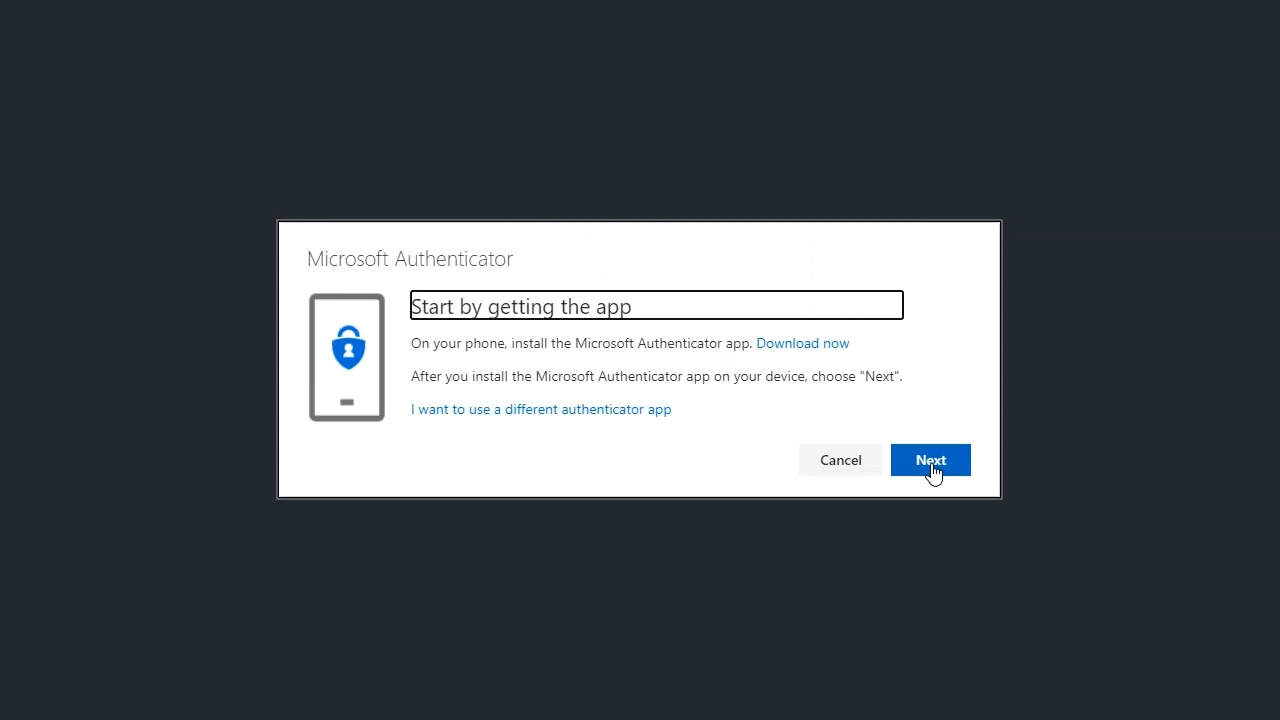 Microsoft Authenticator
Start by getting the app
On your phone, install the Microsoft Authenticator app. Download now
After you install the Microsoft Authenticator app on your device, choose "Next".
I want to use a different authenticator app
Cancel Next